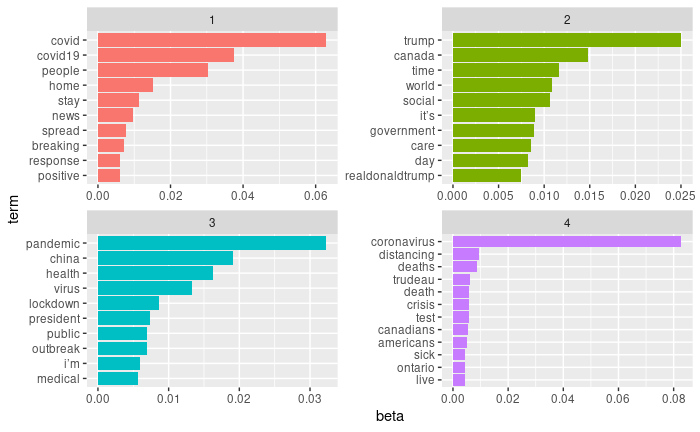 1
covid
covid19
people
home
stay
news
spread
breaking
response
positive
0.00 0.02 0.04 0.06
2
trump
canada
time
world
social
it's
government
care
day
realdonaldtrump
0.000 0.005 0.010 0.015 0.020 0.025
term
3
pandemic
china
health
virus
lockdown
president
public
outbreak
i'm
medical
0.00 0.01 0.02 0.03
4
coronavirus
distancing
deaths
trudeau
death
crisis
test
canadians
americans
sick
ontario
live
0.00 0.02 0.04 0.06 0.08
beta